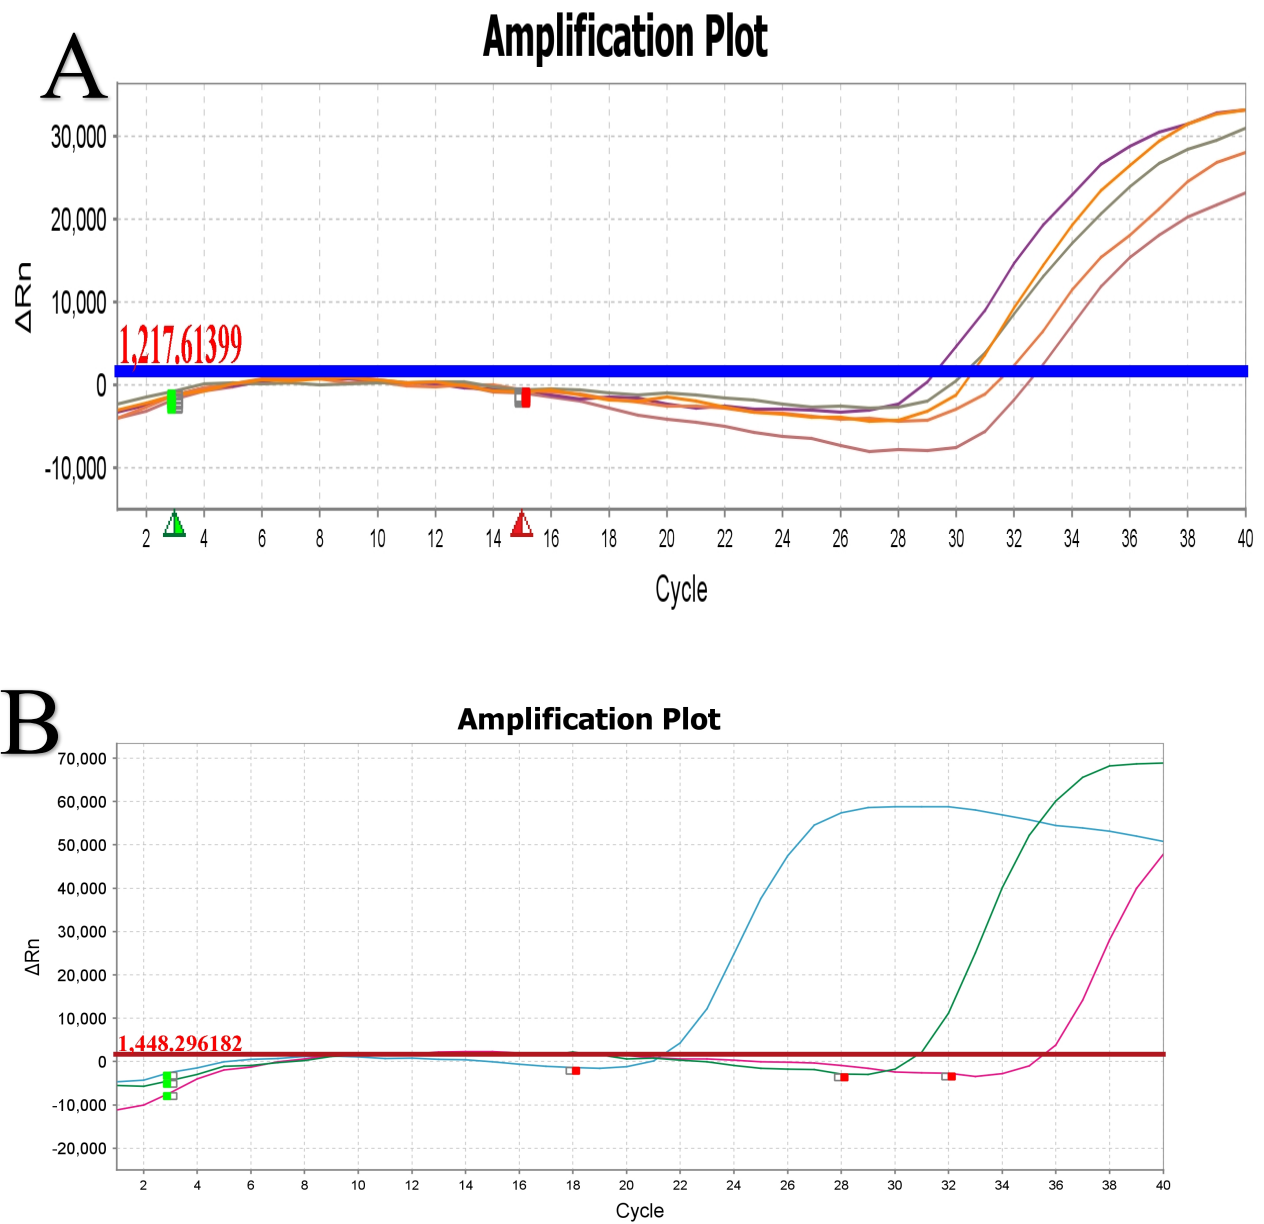 A
Amplification Plot
30,000
20,000
10,000
0
-10,000
ΔRn
1,217.61399
2 4 6 8 10 12 14 16 18 20 22 24 26 28 30 32 34 36 38 40
Cycle
B
Amplification Plot
70,000
60,000
50,000
40,000
30,000
20,000
10,000
0
-10,000
-20,000
ΔRn
1,448.296182
2 4 6 8 10 12 14 16 18 20 22 24 26 28 30 32 34 36 38 40
Cycle